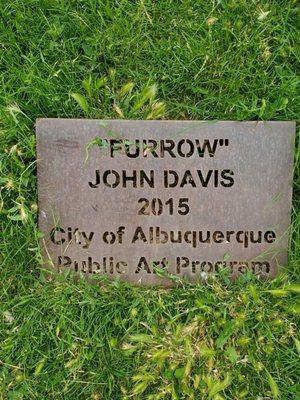 "FURROW"
JOHN DAVIS
2015
City of Albuquerque
Public Art Program